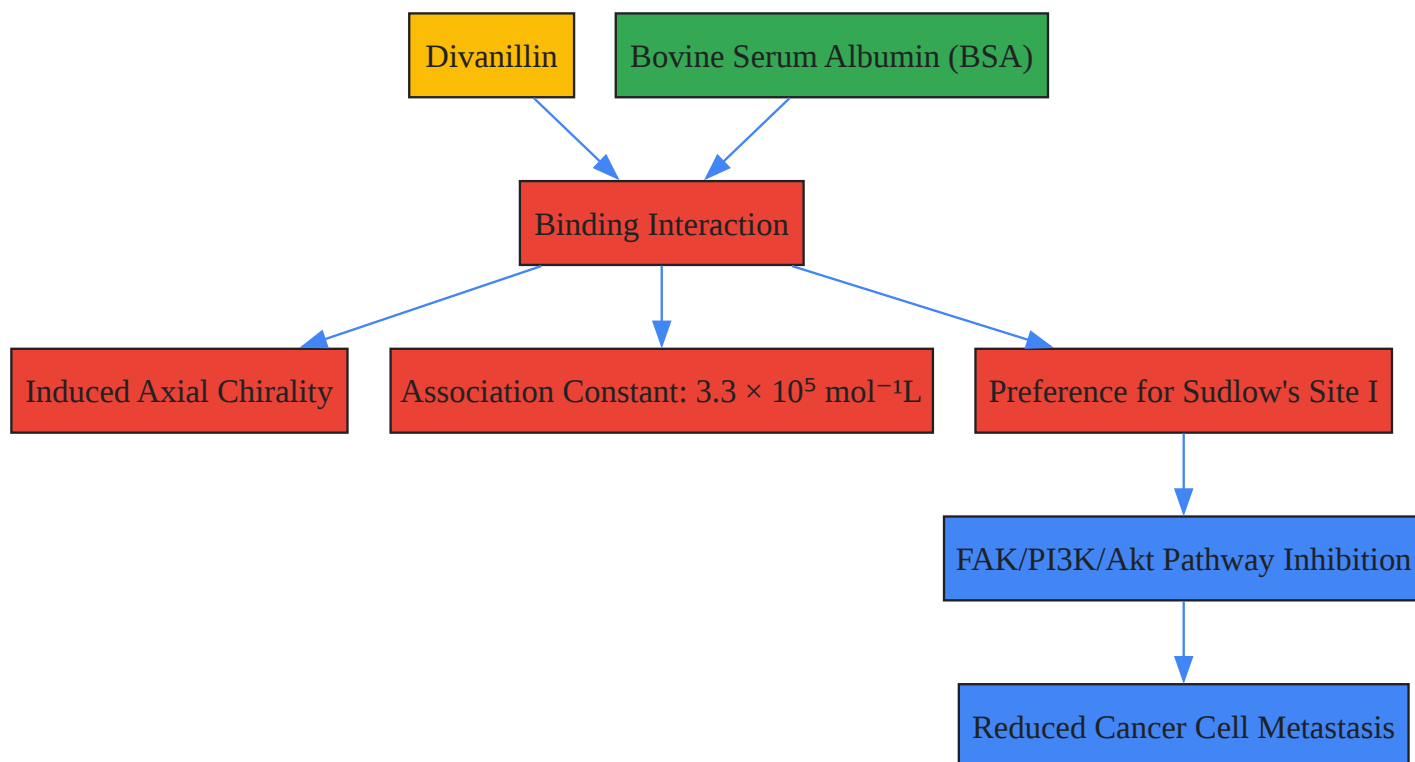 Divanillin
Bovine Serum Albumin (BSA)
Binding Interaction
Induced Axial Chirality
Association Constant: 3.3 × 10⁵ mol⁻¹L
Preference for Sudlow's Site I
FAK/PI3K/Akt Pathway Inhibition
Reduced Cancer Cell Metastasis